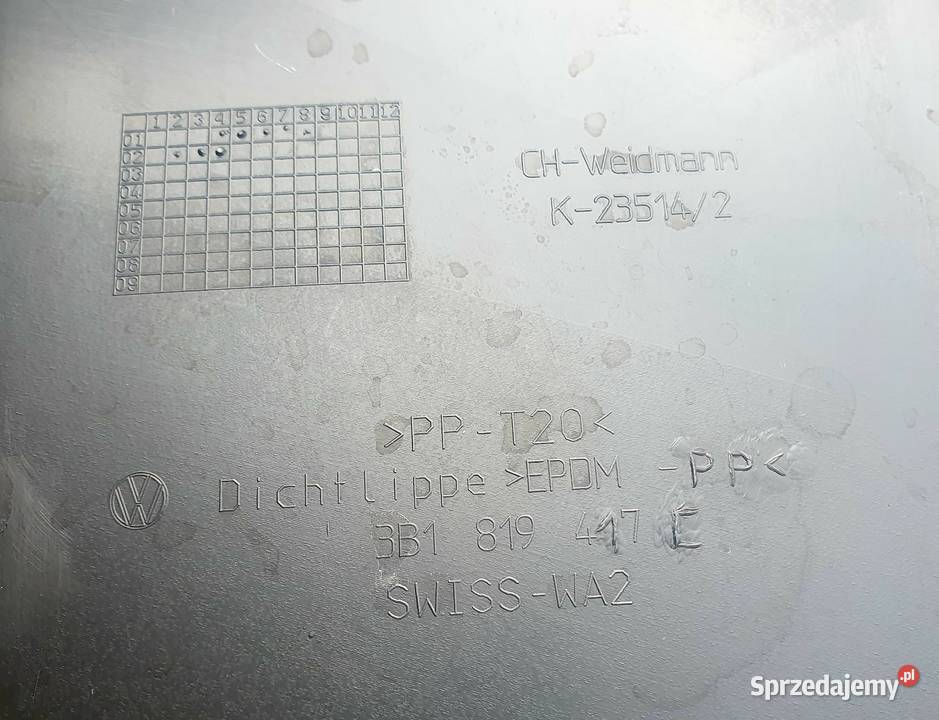 1 2 3 4 5 6 7 8 9 10 11 12
01
02
03
04
05
06
07
08
09
CH-Weidmann
K-23514/2
>PP-T20<
VW Dichtlippe >EPDM -PP<
3B1 819 417 C
SWISS-WA2
Sprzedajemy.pl